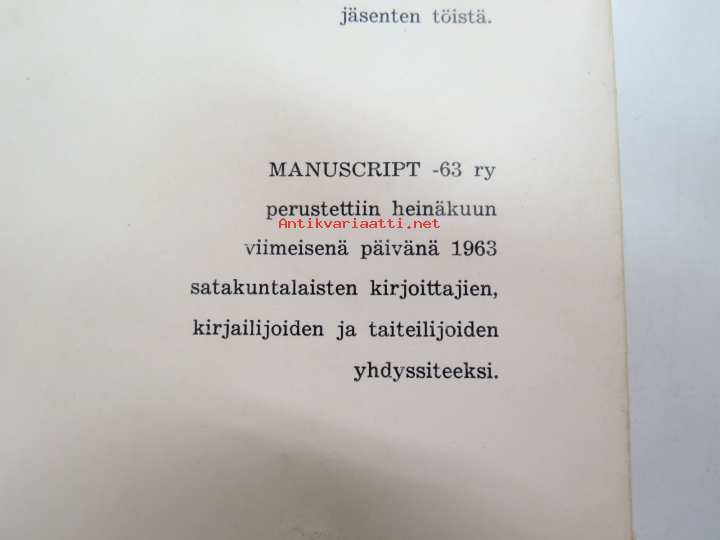 jäsenten töistä.
MANUSCRIPT -63 ry
perustettiin heinäkuun
Antikvariaatti.net
viimeisenä päivänä 1963
satakuntalaisten kirjoittajien,
kirjailijoiden ja taiteilijoiden
yhdyssiteeksi.